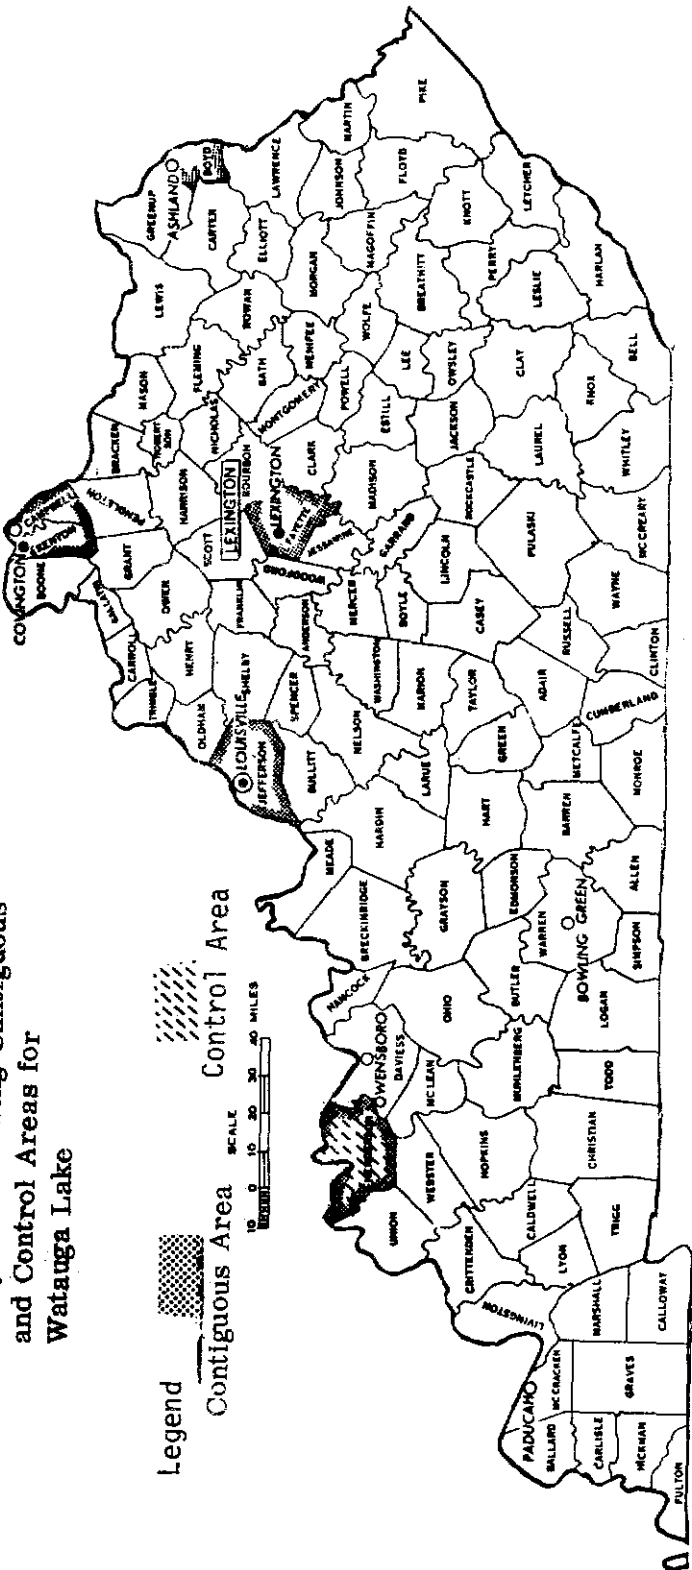 and Control Areas for
Watauga Lake
Legend
Contiguous Area
Control Area
SCALE
10 0 10 20 30 40 MILES
COVINGTON
BOONE
KENTON
CAMPBELL
GALLATIN
GRANT
PENDLETON
BRACKEN
MASON
ROBERTSON
LEWIS
GREENUP
ASHLAND
BOYD
CARTER
CARROLL
TRIMBLE
OWEN
HARRISON
NICHOLAS
FLEMING
ROWAN
ELLIOTT
LAWRENCE
OLDHAM
HENRY
SCOTT
LEXINGTON
BOURBON
BATH
MENIFEE
MORGAN
JOHNSON
MARTIN
LOUISVILLE
JEFFERSON
SHELBY
FRANKLIN
LEXINGTON
FAYETTE
CLARK
MONTGOMERY
POWELL
WOLFE
MAGOFFIN
FLOYD
PIKE
SPENCER
ANDERSON
WOODFORD
JESSAMINE
MADISON
ESTILL
LEE
BREATHITT
KNOTT
BULLITT
NELSON
WASHINGTON
MERCER
BOYLE
GARRARD
JACKSON
OWSLEY
PERRY
LETCHER
MEADE
HARDIN
LARUE
MARION
LINCOLN
ROCKCASTLE
CLAY
LESLIE
HARLAN
BRECKINRIDGE
GRAYSON
HART
GREEN
TAYLOR
CASEY
PULASKI
LAUREL
KNOX
BELL
HANCOCK
OHIO
EDMONSON
BARREN
METCALFE
ADAIR
RUSSELL
WAYNE
MC CREARY
WHITLEY
OWENSBORO
DAVIESS
MC LEAN
MUHLENBERG
BUTLER
WARREN
BOWLING GREEN
ALLEN
MONROE
CUMBERLAND
CLINTON
UNION
WEBSTER
HOPKINS
CHRISTIAN
TODD
LOGAN
SIMPSON
CRITTENDEN
CALDWELL
LYON
TRIGG
LIVINGSTON
MARSHALL
CALLOWAY
PADUCAH
MC CRACKEN
GRAVES
BALLARD
CARLISLE
HICKMAN
FULTON